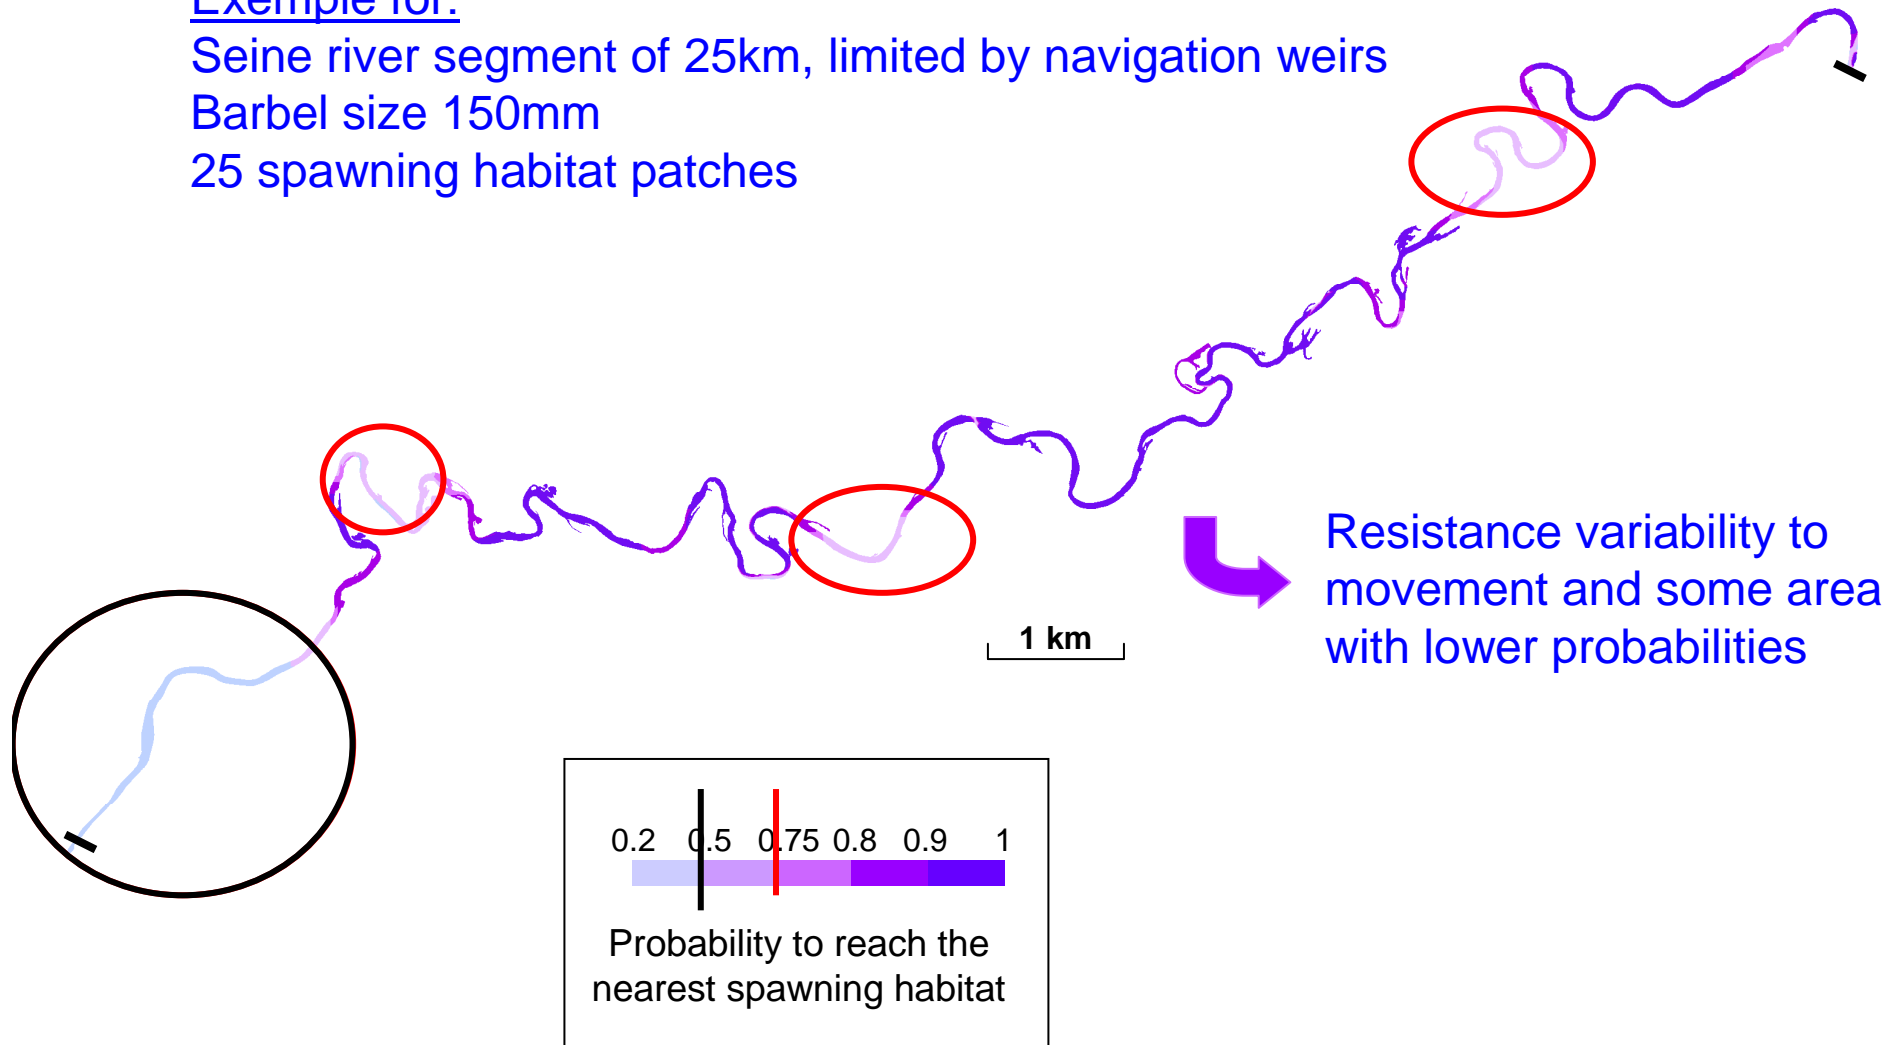 Exemple for:
Seine river segment of 25km, limited by navigation weirs
Barbel size 150mm
25 spawning habitat patches
Resistance variability to
movement and some area
with lower probabilities
1 km
0.2 0.5 0.75 0.8 0.9 1
Probability to reach the
nearest spawning habitat